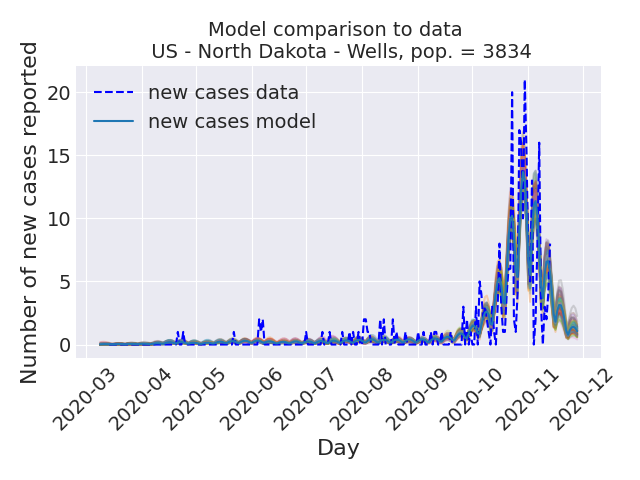 Model comparison to data
US - North Dakota - Wells, pop. = 3834
Number of new cases reported
20
15
10
5
0
new cases data
new cases model
2020-03
2020-04
2020-05
2020-06
2020-07
2020-08
2020-09
2020-10
2020-11
2020-12
Day